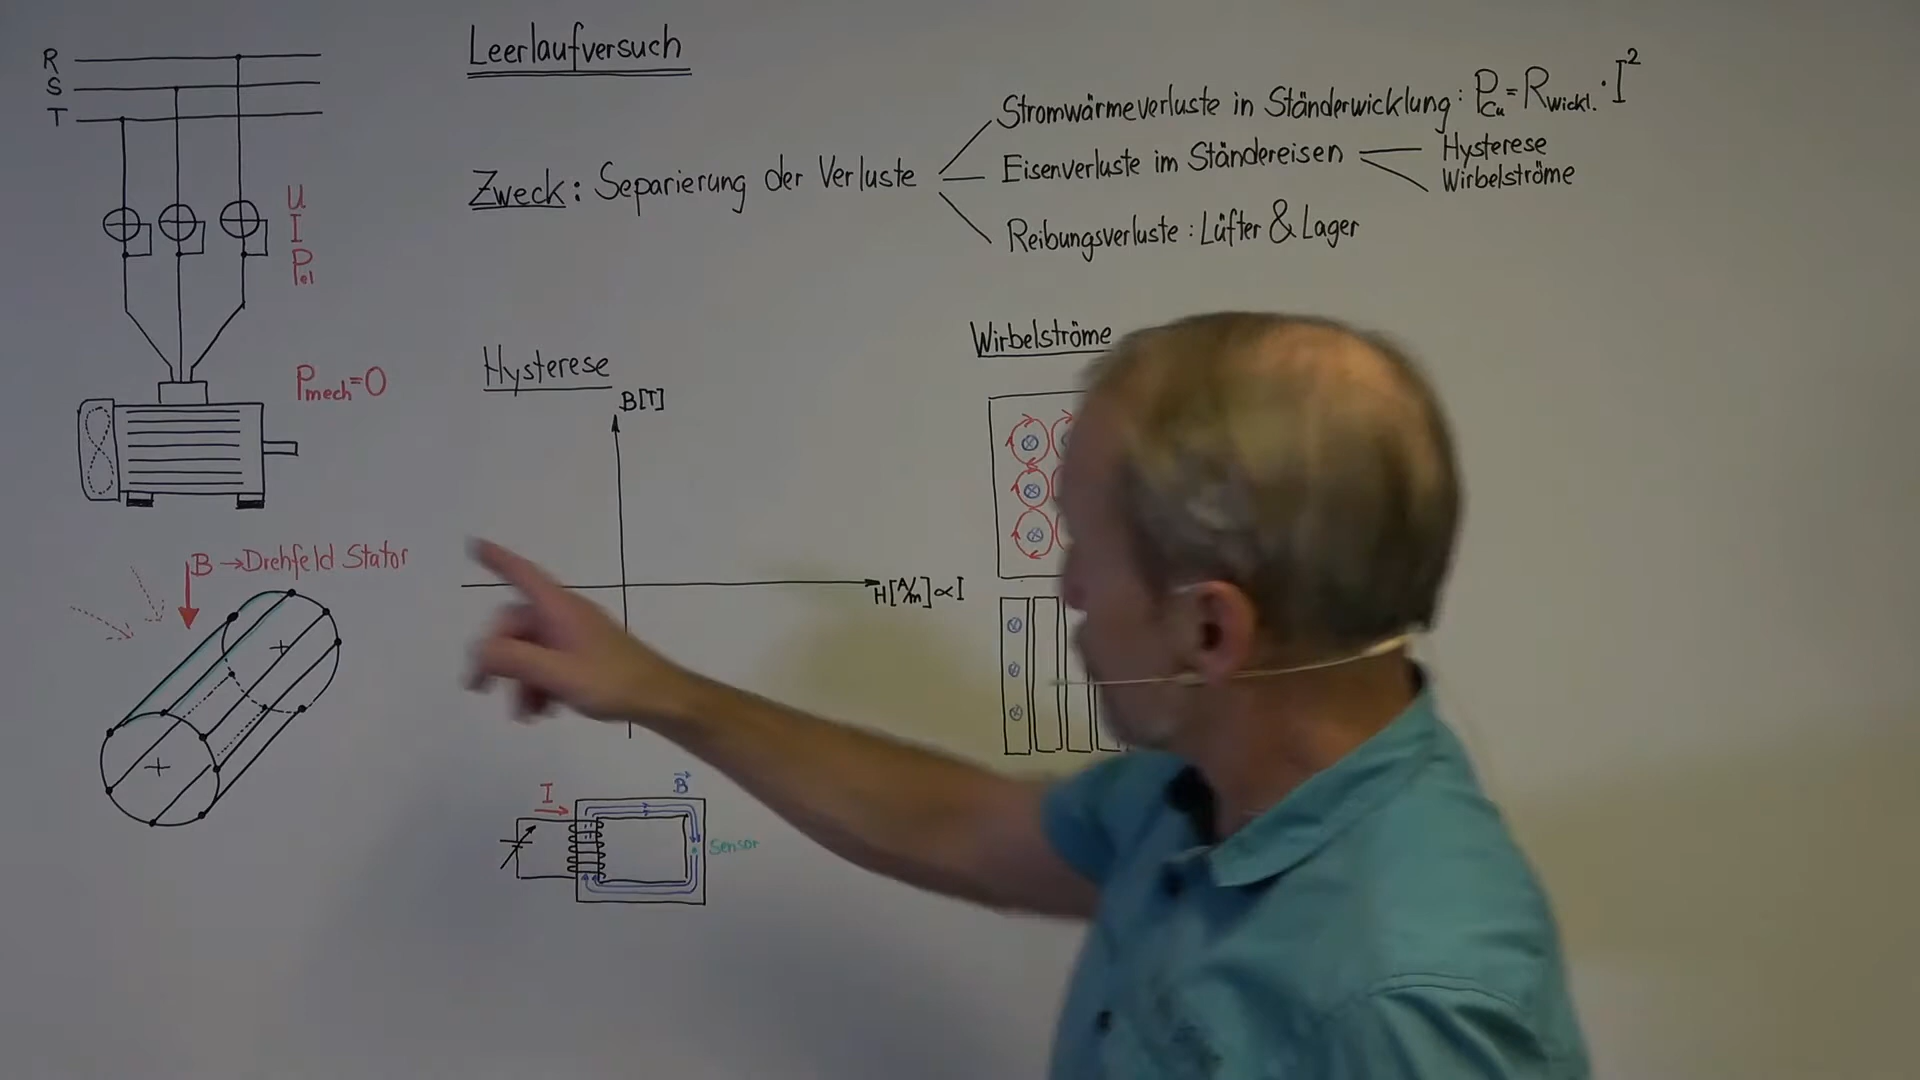 Leerlaufversuch
R
S
T
Stromwärmeverluste in Ständerwicklung: P_Cu = R_Wickl. · I²
Zweck: Separierung der Verluste
Eisenverluste im Ständereisen
Hysterese
Wirbelströme
Reibungsverluste: Lüfter & Lager
U
I
P_el
P_mech = 0
Hysterese
B[T]
H[A/m] ∝ I
Wirbelströme
B → Drehfeld Stator
I
B⃗
Sensor